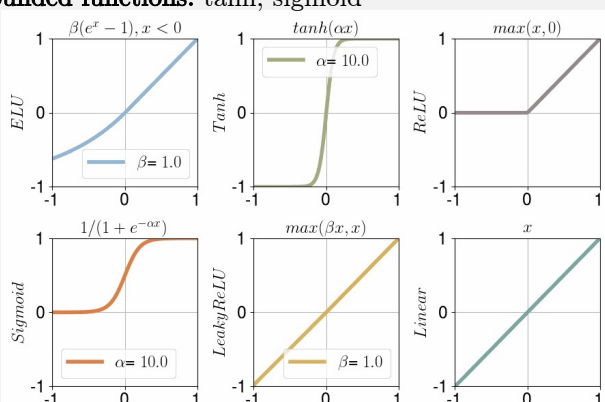 unded functions: tanh, sigmoid
β(e^x − 1), x < 0
tanh(αx)
max(x, 0)
ELU
1
0
-1
β= 1.0
-1 0 1
Tanh
1
0
-1
α= 10.0
-1 0 1
ReLU
1
0
-1
-1 0 1
1/(1 + e^{−αx})
max(βx, x)
x
Sigmoid
1
0
-1
α= 10.0
-1 0 1
LeakyReLU
1
0
-1
β= 1.0
-1 0 1
Linear
1
0
-1
-1 0 1